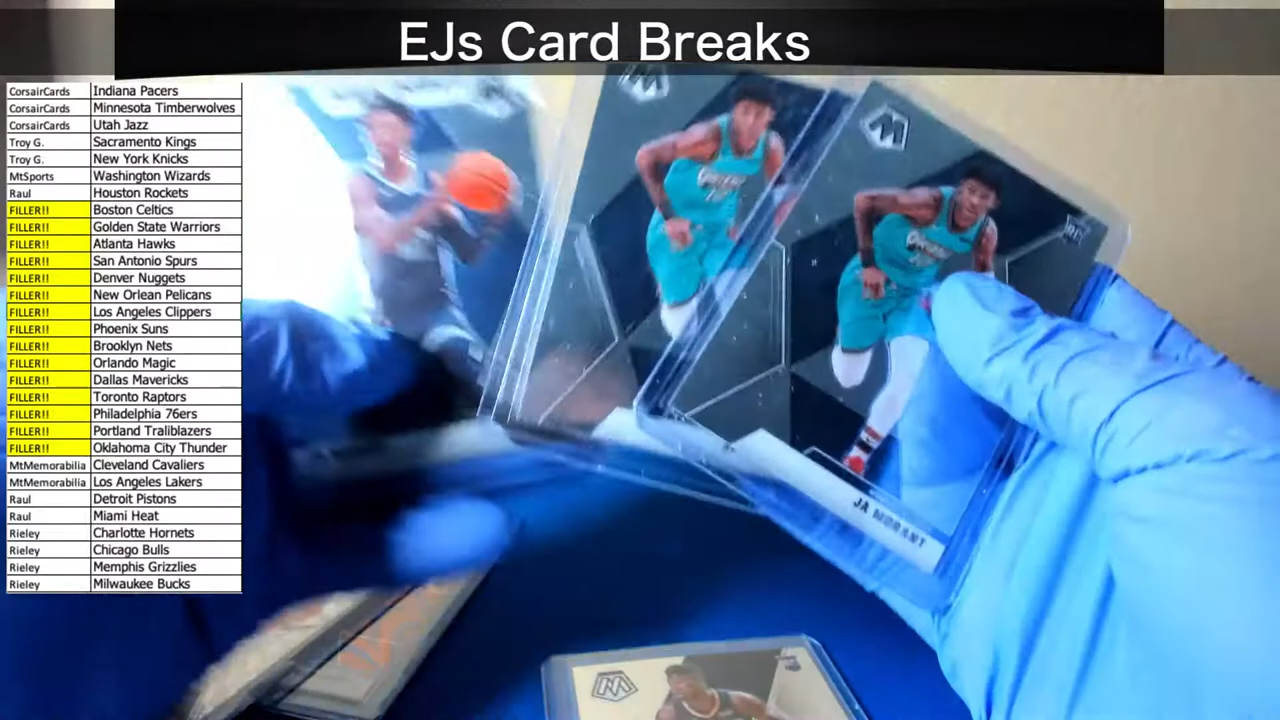 EJs Card Breaks
CorsairCards Indiana Pacers
CorsairCards Minnesota Timberwolves
CorsairCards Utah Jazz
Troy G. Sacramento Kings
Troy G. New York Knicks
MtSports Washington Wizards
Raul Houston Rockets
FILLER!! Boston Celtics
FILLER!! Golden State Warriors
FILLER!! Atlanta Hawks
FILLER!! San Antonio Spurs
FILLER!! Denver Nuggets
FILLER!! New Orlean Pelicans
FILLER!! Los Angeles Clippers
FILLER!! Phoenix Suns
FILLER!! Brooklyn Nets
FILLER!! Orlando Magic
FILLER!! Dallas Mavericks
FILLER!! Toronto Raptors
FILLER!! Philadelphia 76ers
FILLER!! Portland Traliblazers
FILLER!! Oklahoma City Thunder
MtMemorabilia Cleveland Cavaliers
MtMemorabilia Los Angeles Lakers
Raul Detroit Pistons
Raul Miami Heat
Rieley Charlotte Hornets
Rieley Chicago Bulls
Rieley Memphis Grizzlies
Rieley Milwaukee Bucks
JA MORANT